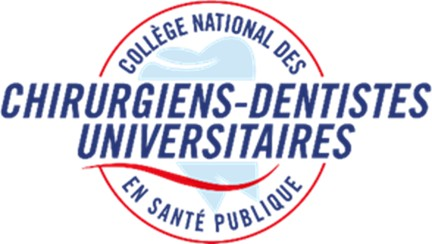 COLLÈGE NATIONAL DES
CHIRURGIENS-DENTISTES
UNIVERSITAIRES
EN SANTÉ PUBLIQUE